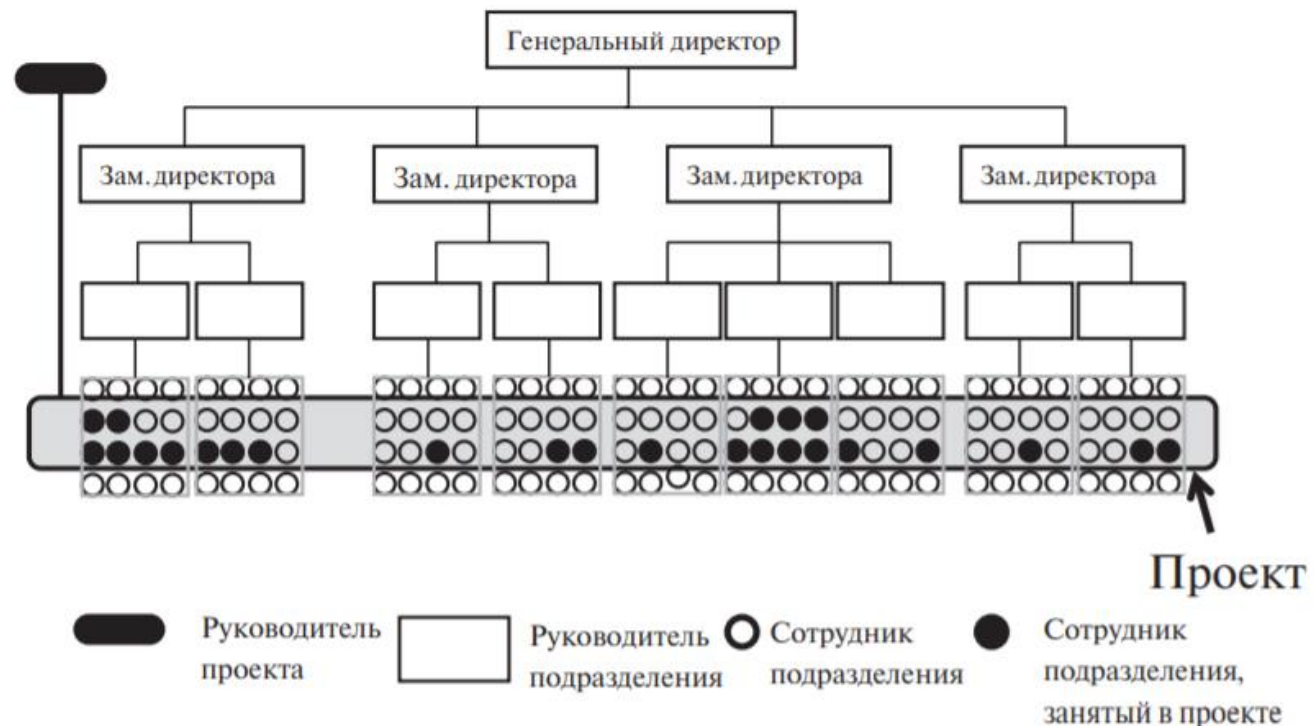 Генеральный директор
Зам. директора
Зам. директора
Зам. директора
Зам. директора
Проект
Руководитель
проекта
Руководитель
подразделения
Сотрудник
подразделения
Сотрудник
подразделения,
занятый в проекте